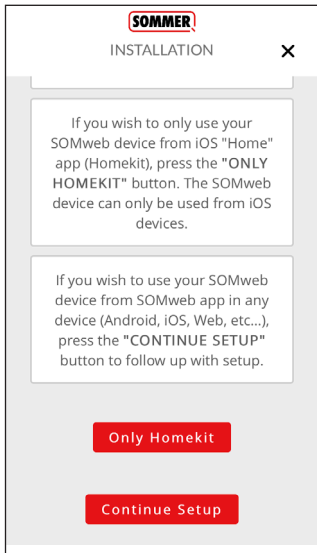 SOMMER
INSTALLATION
If you wish to only use your
SOMweb device from iOS "Home"
app (Homekit), press the "ONLY
HOMEKIT" button. The SOMweb
device can only be used from iOS
devices.
If you wish to use your SOMweb
device from SOMweb app in any
device (Android, iOS, Web, etc...),
press the "CONTINUE SETUP"
button to follow up with setup.
Only Homekit
Continue Setup